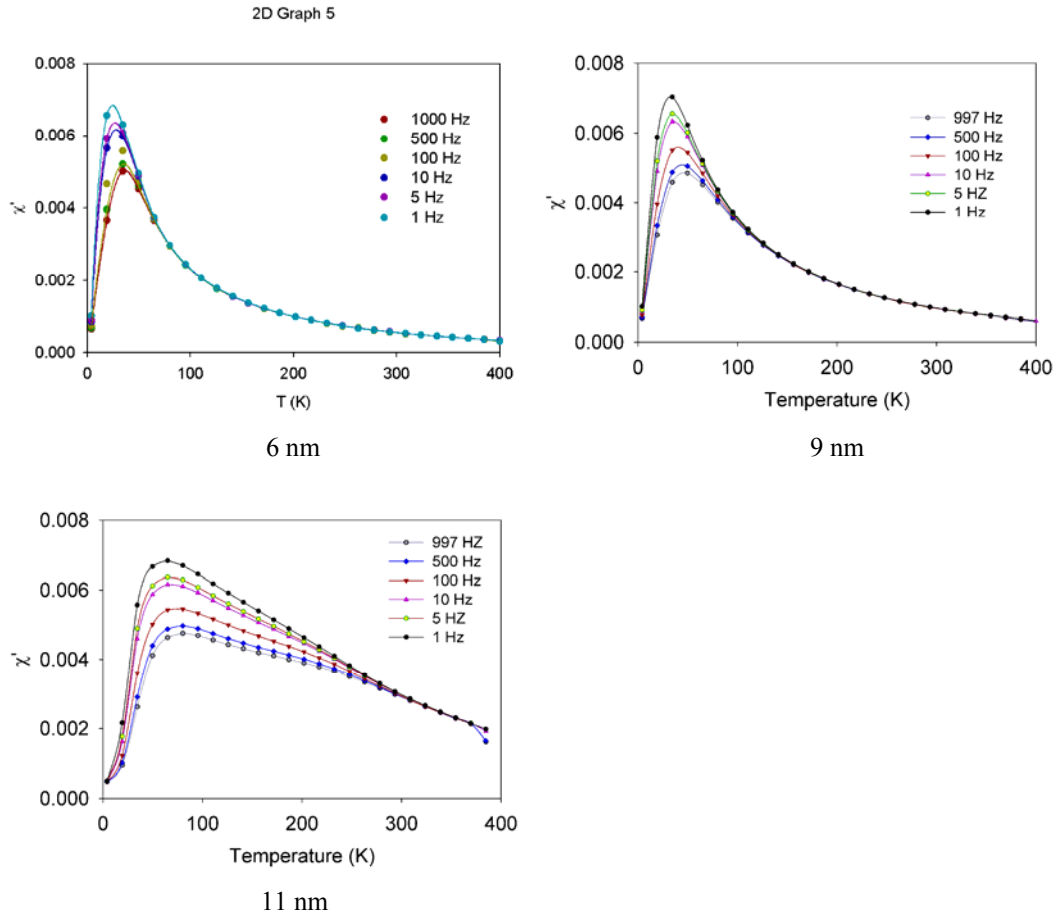 2D Graph 5
0.008
0.006
0.004
0.002
0.000
χ'
1000 Hz
500 Hz
100 Hz
10 Hz
5 Hz
1 Hz
0 100 200 300 400
T (K)
6 nm
0.008
0.006
0.004
0.002
0.000
χ'
997 Hz
500 Hz
100 Hz
10 Hz
5 HZ
1 Hz
0 100 200 300 400
Temperature (K)
9 nm
0.008
0.006
0.004
0.002
0.000
χ'
997 HZ
500 Hz
100 Hz
10 Hz
5 HZ
1 Hz
0 100 200 300 400
Temperature (K)
11 nm